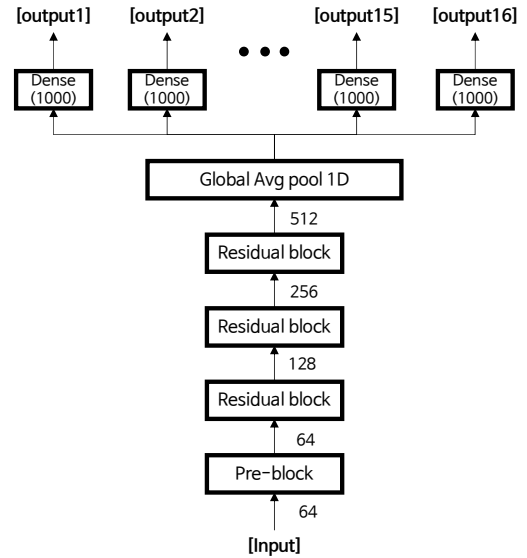 [output1] [output2] [output15] [output16]
Dense Dense Dense Dense
(1000) (1000) (1000) (1000)
Global Avg pool 1D
512
Residual block
256
Residual block
128
Residual block
64
Pre-block
64
[Input]